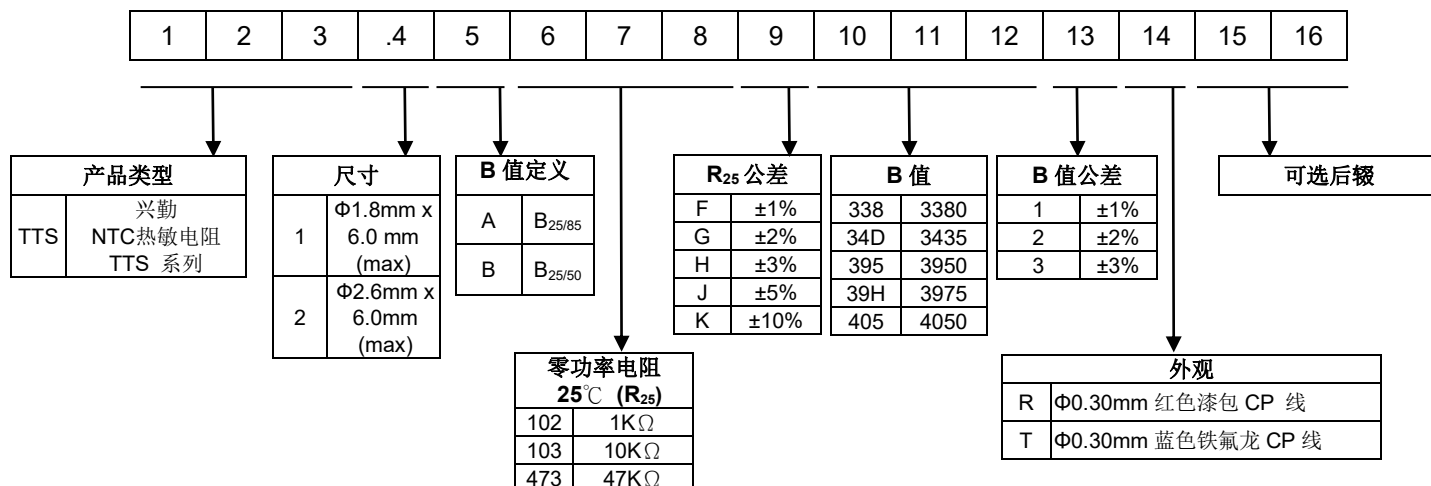 1 2 3 .4 5 6 7 8 9 10 11 12 13 14 15 16
产品类型
TTS
兴勤
NTC热敏电阻
TTS 系列
尺寸
1
Φ1.8mm x
6.0 mm
(max)
2
Φ2.6mm x
6.0mm
(max)
B 值定义
A B25/85
B B25/50
零功率电阻
25℃ (R25)
102 1KΩ
103 10KΩ
473 47KΩ
R25 公差
F ±1%
G ±2%
H ±3%
J ±5%
K ±10%
B 值
338 3380
34D 3435
395 3950
39H 3975
405 4050
B 值公差
1 ±1%
2 ±2%
3 ±3%
外观
R Φ0.30mm 红色漆包 CP 线
T Φ0.30mm 蓝色铁氟龙 CP 线
可选后辍